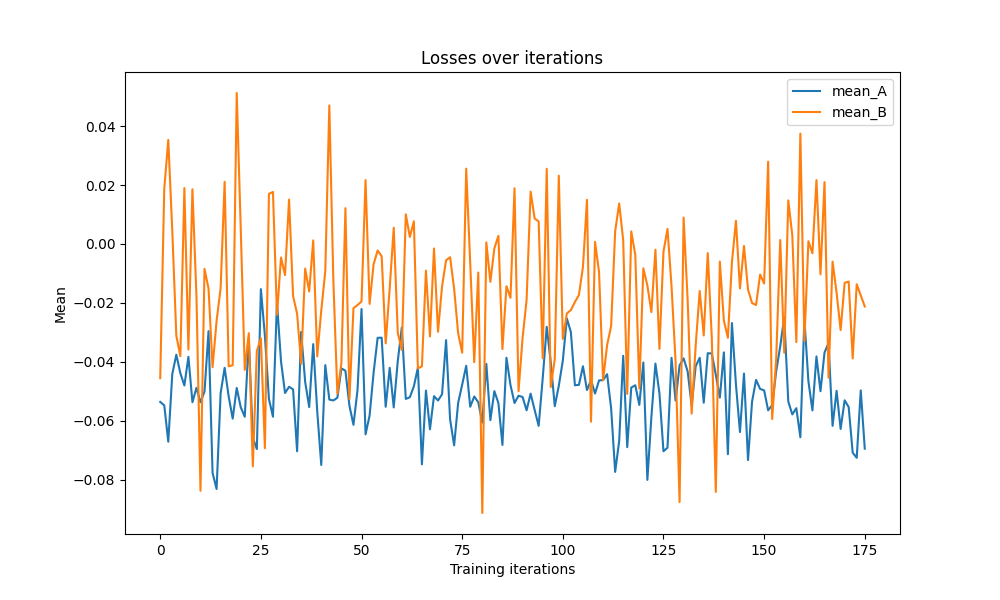 Losses over iterations
mean_A
mean_B
Mean
0.04
0.02
0.00
−0.02
−0.04
−0.06
−0.08
0 25 50 75 100 125 150 175
Training iterations